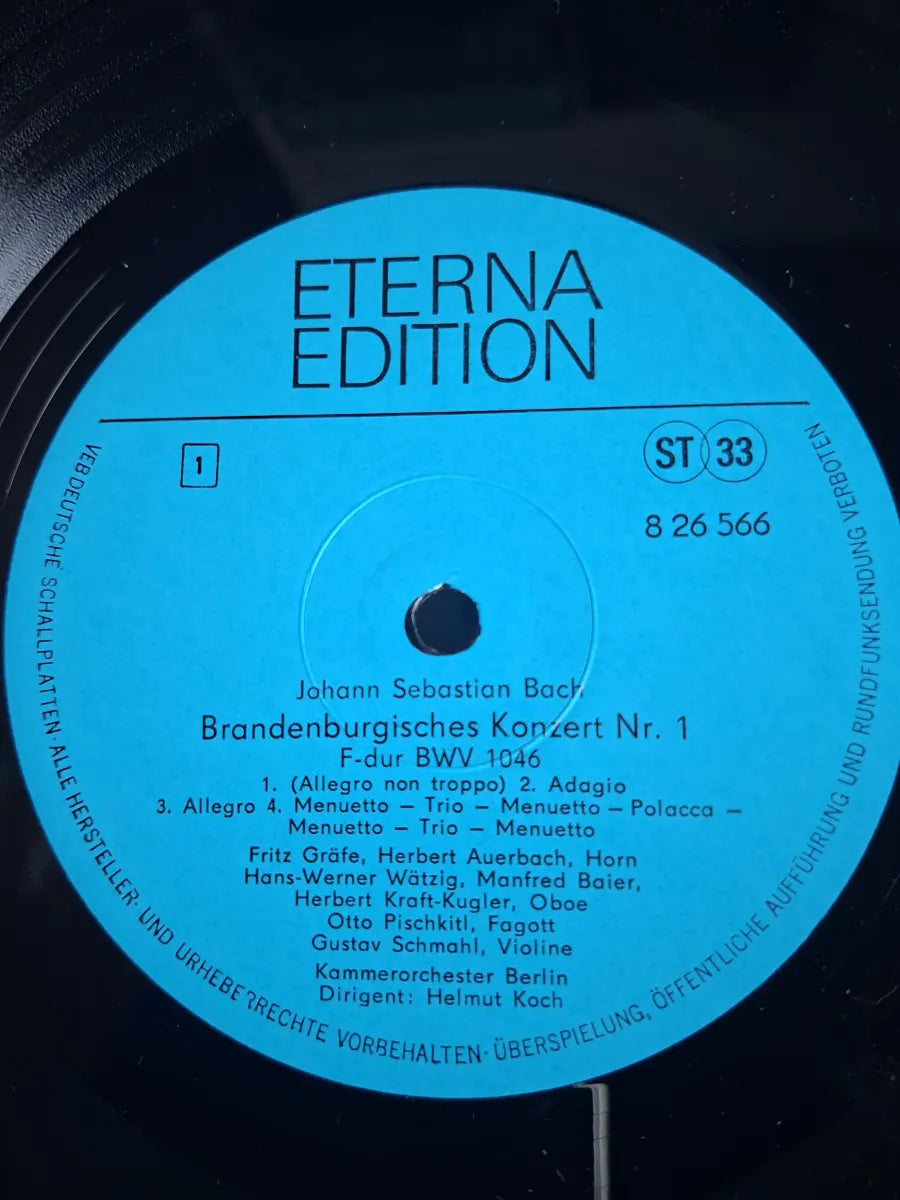 ETERNA
EDITION
1
ST 33
8 26 566
Johann Sebastian Bach
Brandenburgisches Konzert Nr. 1
F-dur BWV 1046
1. (Allegro non troppo) 2. Adagio
3. Allegro 4. Menuetto – Trio – Menuetto – Polacca –
Menuetto – Trio – Menuetto
Fritz Gräfe, Herbert Auerbach, Horn
Hans-Werner Wätzig, Manfred Baier,
Herbert Kraft-Kugler, Oboe
Otto Pischkitl, Fagott
Gustav Schmahl, Violine
Kammerorchester Berlin
Dirigent: Helmut Koch
VEB DEUTSCHE SCHALLPLATTEN · ALLE HERSTELLER- UND URHEBERRECHTE VORBEHALTEN · ÜBERSPIELUNG, ÖFFENTLICHE AUFFÜHRUNG UND RUNDFUNKSENDUNG VERBOTEN